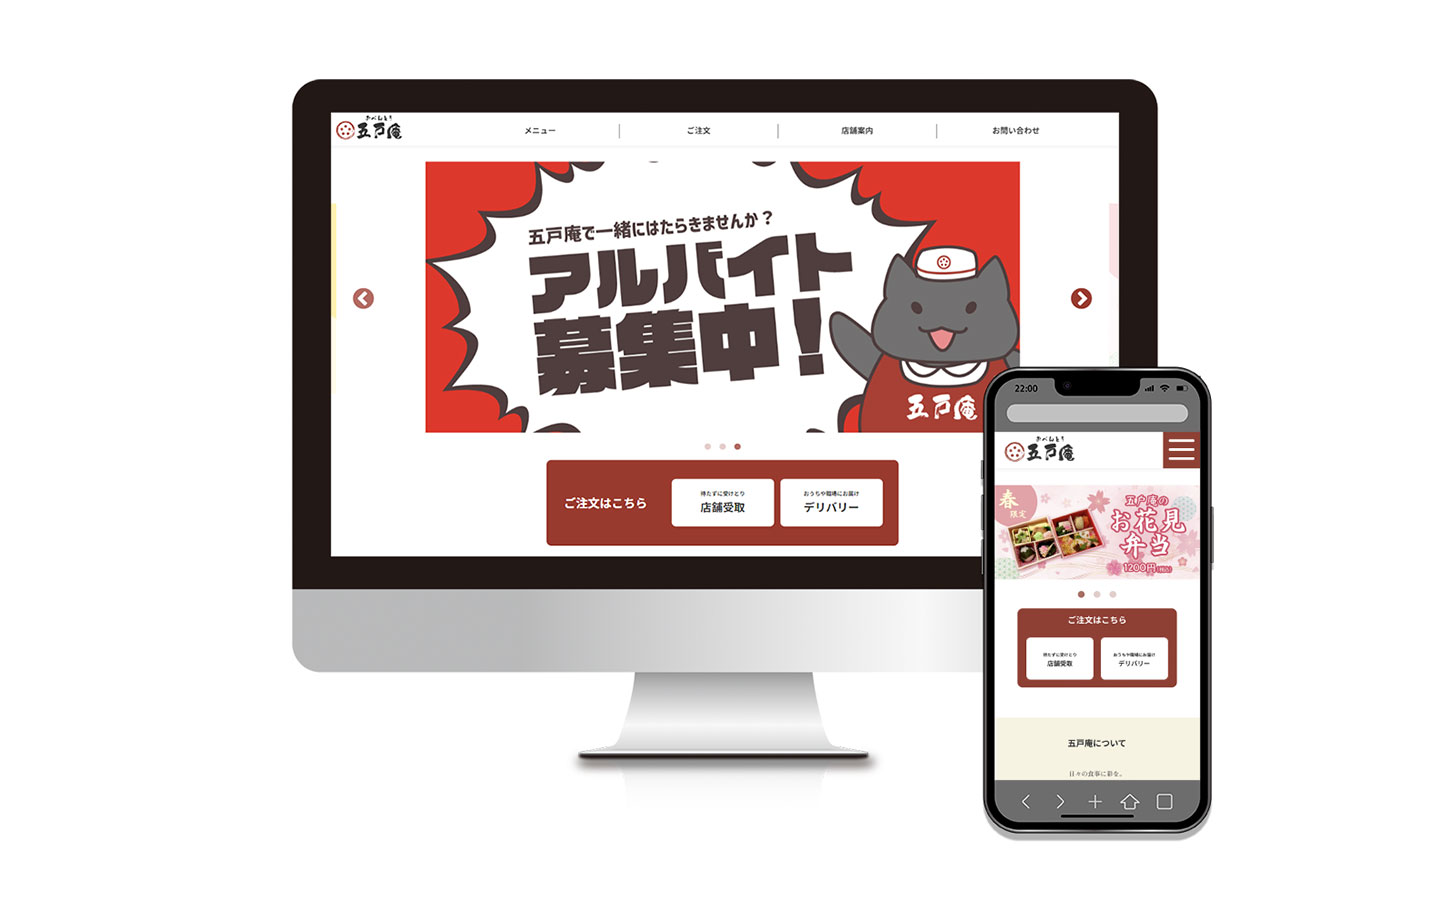 おべんとう
五戸庵
メニュー
ご注文
店舗案内
お問い合わせ
五戸庵で一緒にはたらきませんか？
アルバイト
募集中！
五戸庵
ご注文はこちら
待たずに受けとり
店舗受取
おうちや職場にお届け
デリバリー
22:00
おべんとう
五戸庵
春
限定
五戸庵の
お花見
弁当
1200円(税込)
ご注文はこちら
待たずに受けとり
店舗受取
おうちや職場にお届け
デリバリー
五戸庵について
日々の食事に彩を。